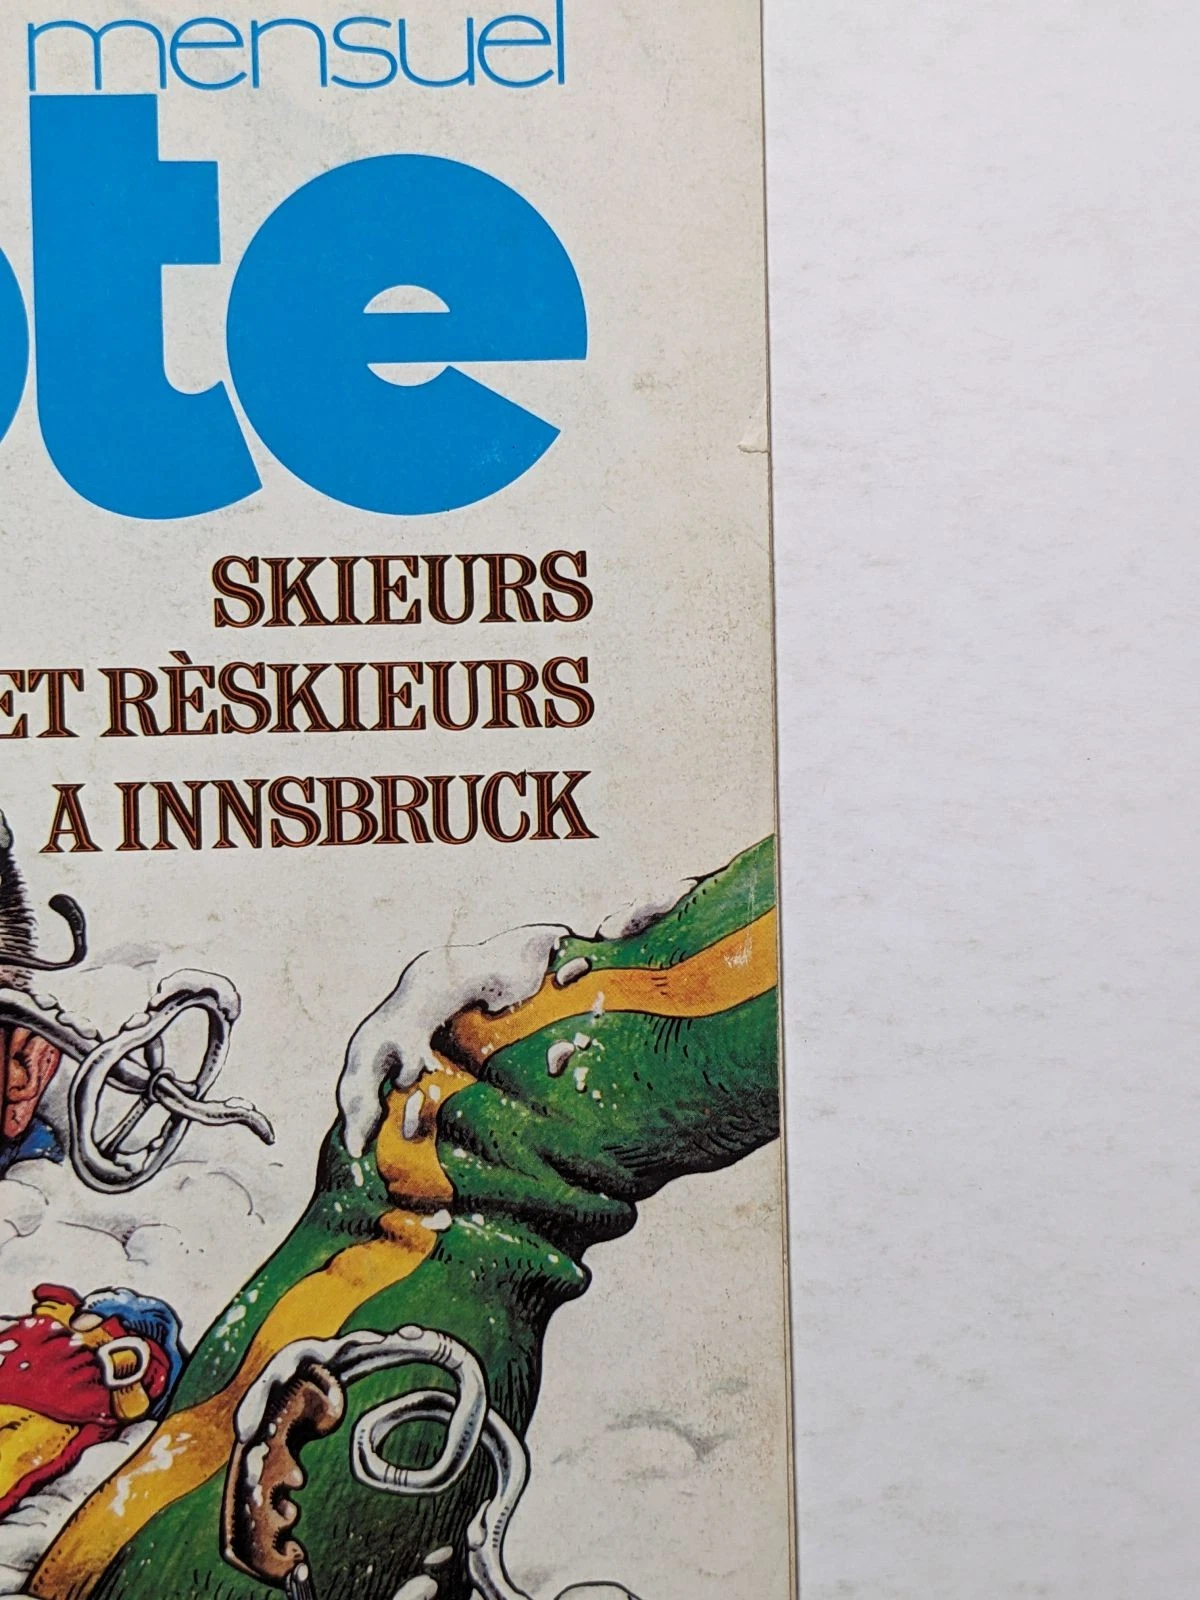 mensuel
ote
SKIEURS
ET RÈSKIEURS
A INNSBRUCK